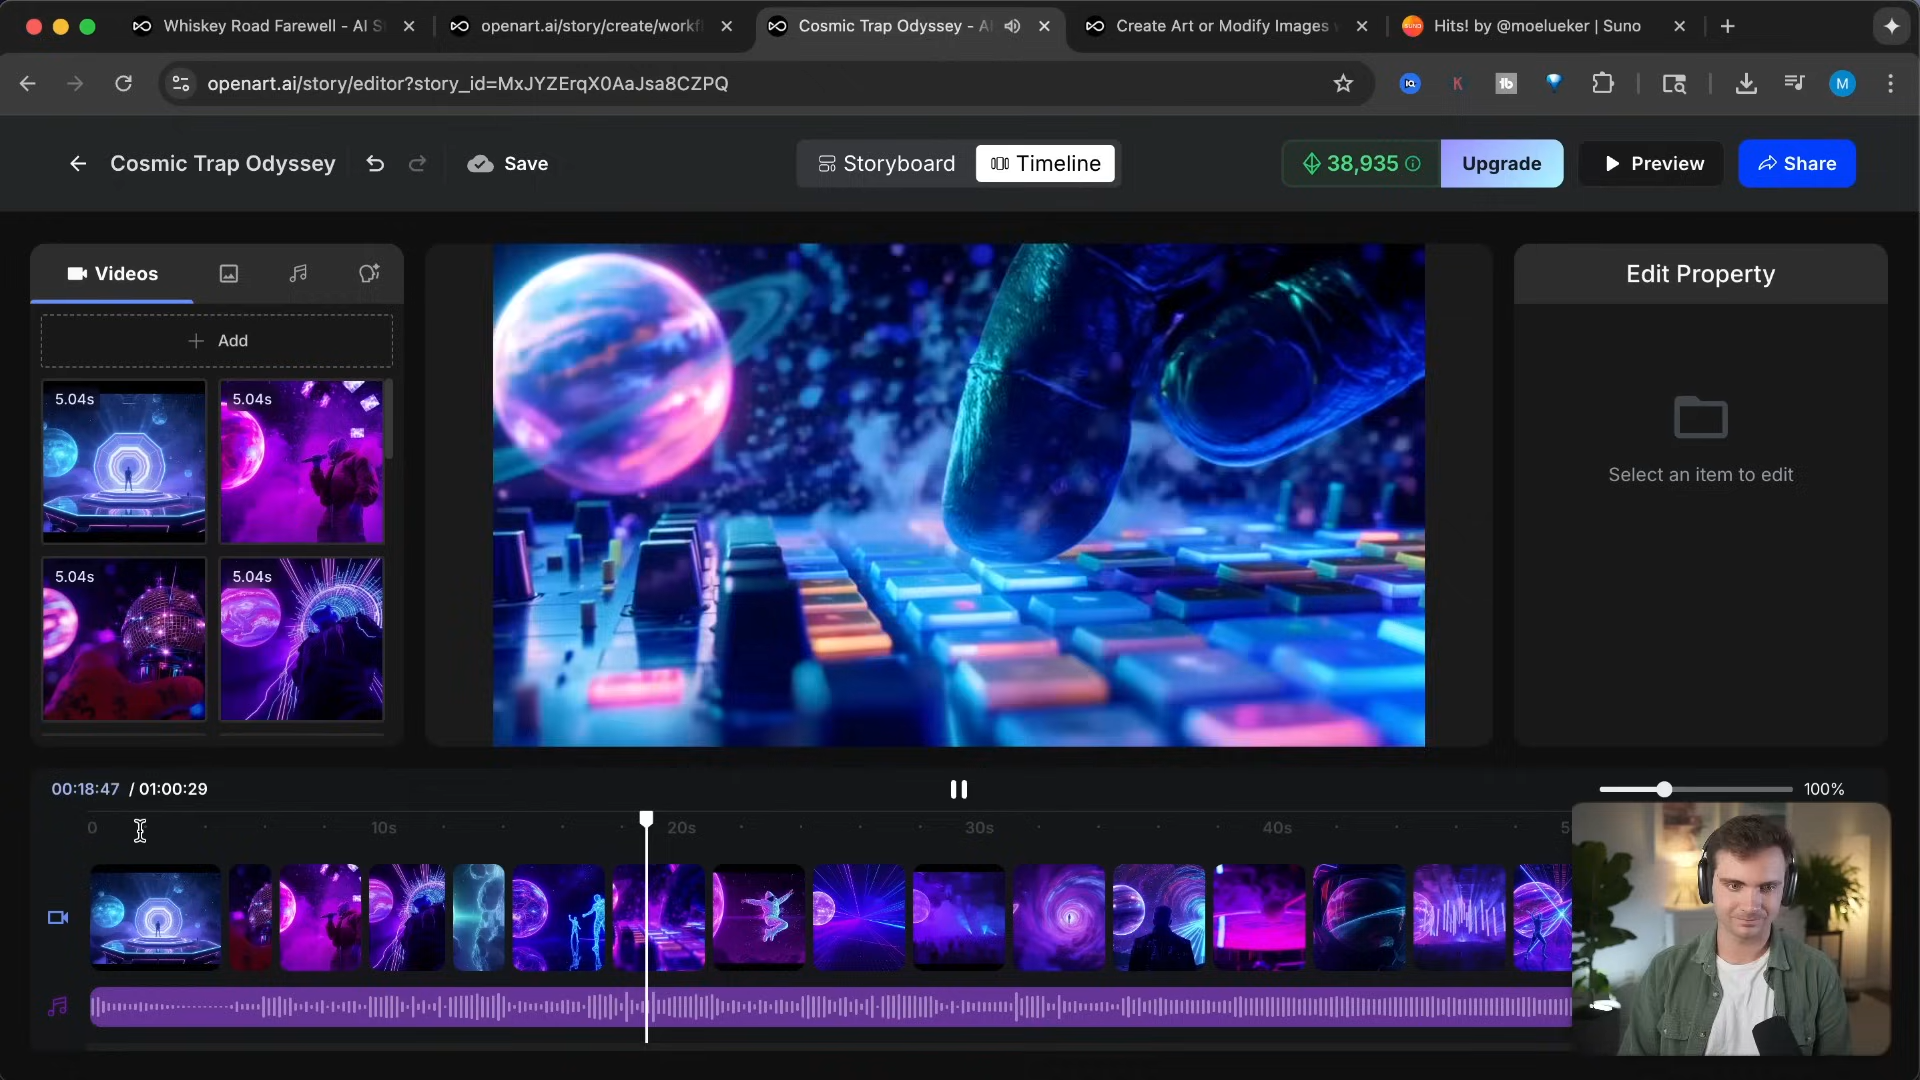 Whiskey Road Farewell - AI S
openart.ai/story/create/workfl
Cosmic Trap Odyssey - AI
Create Art or Modify Images w
Hits! by @moelueker | Suno
openart.ai/story/editor?story_id=MxJYZErqX0AaJsa8CZPQ
M
Cosmic Trap Odyssey
Save
Storyboard
Timeline
38,935
Upgrade
Preview
Share
Videos
Edit Property
Add
5.04s
5.04s
Select an item to edit
5.04s
5.04s
00:18:47 / 01:00:29
100%
0
10s
20s
30s
40s
5